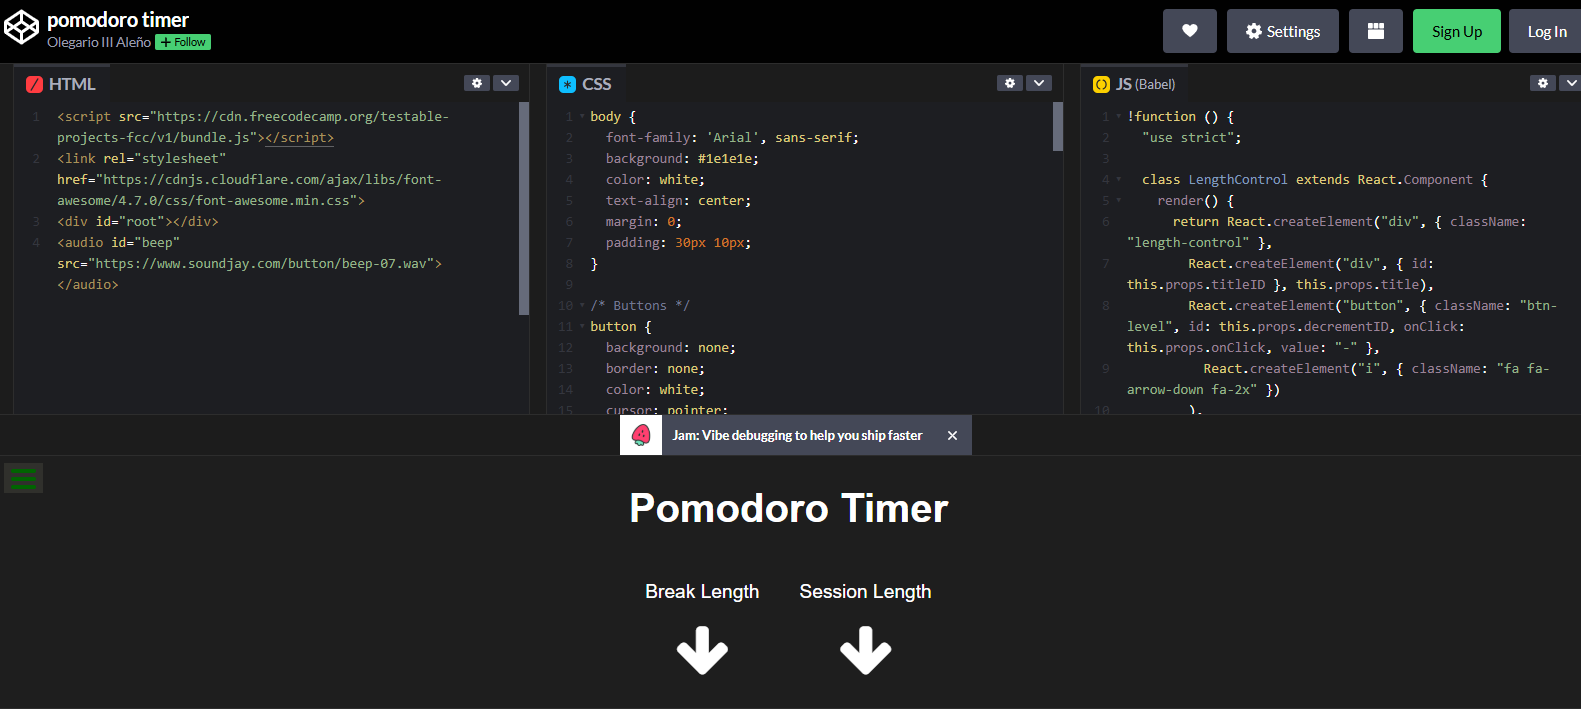 pomodoro timer
Olegario III Aleño + Follow
Settings
Sign Up
Log In
HTML
1 <script src="https://cdn.freecodecamp.org/testable-
projects-fcc/v1/bundle.js"></script>
2 <link rel="stylesheet"
href="https://cdnjs.cloudflare.com/ajax/libs/font-
awesome/4.7.0/css/font-awesome.min.css">
3 <div id="root"></div>
4 <audio id="beep"
src="https://www.soundjay.com/button/beep-07.wav">
</audio>
CSS
1 body {
2 font-family: 'Arial', sans-serif;
3 background: #1e1e1e;
4 color: white;
5 text-align: center;
6 margin: 0;
7 padding: 30px 10px;
8 }
9
10 /* Buttons */
11 button {
12 background: none;
13 border: none;
14 color: white;
15 cursor: pointer;
JS (Babel)
1 !function () {
2 "use strict";
3
4 class LengthControl extends React.Component {
5 render() {
6 return React.createElement("div", { className:
"length-control" },
7 React.createElement("div", { id:
this.props.titleID }, this.props.title),
8 React.createElement("button", { className: "btn-
level", id: this.props.decrementID, onClick:
this.props.onClick, value: "-" },
9 React.createElement("i", { className: "fa fa-
arrow-down fa-2x" })
10 ),
Jam: Vibe debugging to help you ship faster
Pomodoro Timer
Break Length
Session Length